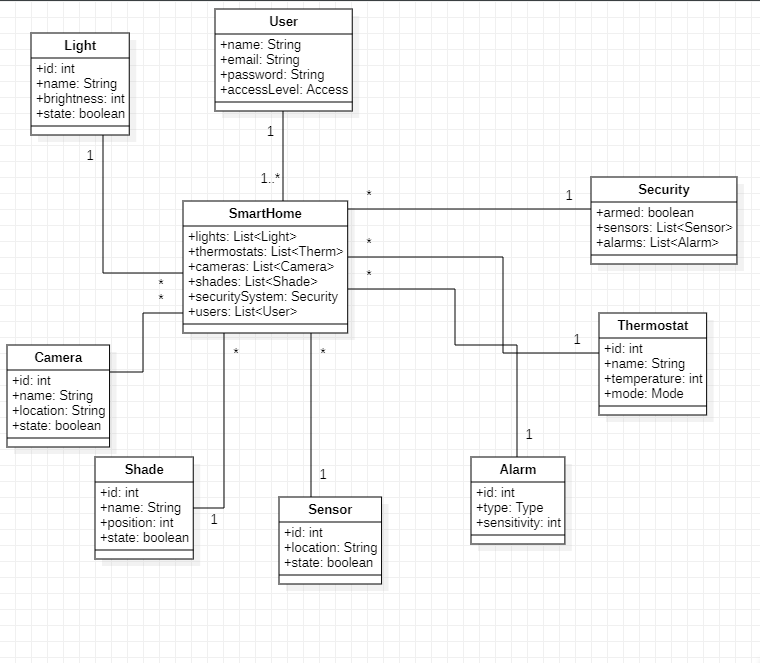 User
+name: String
+email: String
+password: String
+accessLevel: Access
Light
+id: int
+name: String
+brightness: int
+state: boolean
1
1
1..*
*
1
Security
+armed: boolean
+sensors: List<Sensor>
+alarms: List<Alarm>
SmartHome
+lights: List<Light>
+thermostats: List<Therm>
+cameras: List<Camera>
+shades: List<Shade>
+securitySystem: Security
+users: List<User>
*
*
*
*
*
*
1
Thermostat
+id: int
+name: String
+temperature: int
+mode: Mode
Camera
+id: int
+name: String
+location: String
+state: boolean
Shade
+id: int
+name: String
+position: int
+state: boolean
1
1
Sensor
+id: int
+location: String
+state: boolean
1
Alarm
+id: int
+type: Type
+sensitivity: int